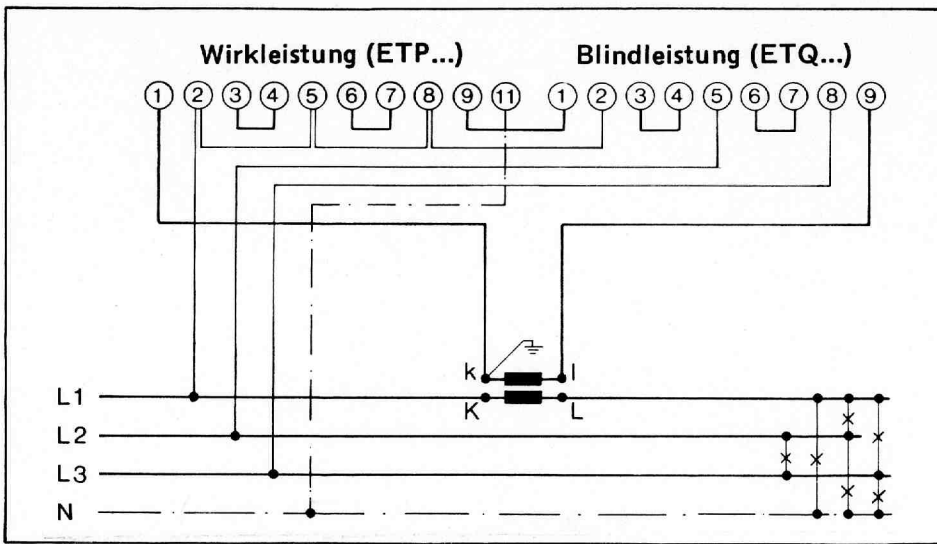 Wirkleistung (ETP...) Blindleistung (ETQ...)
1 2 3 4 5 6 7 8 9 11 1 2 3 4 5 6 7 8 9
k l
L1 K L
L2
L3
N